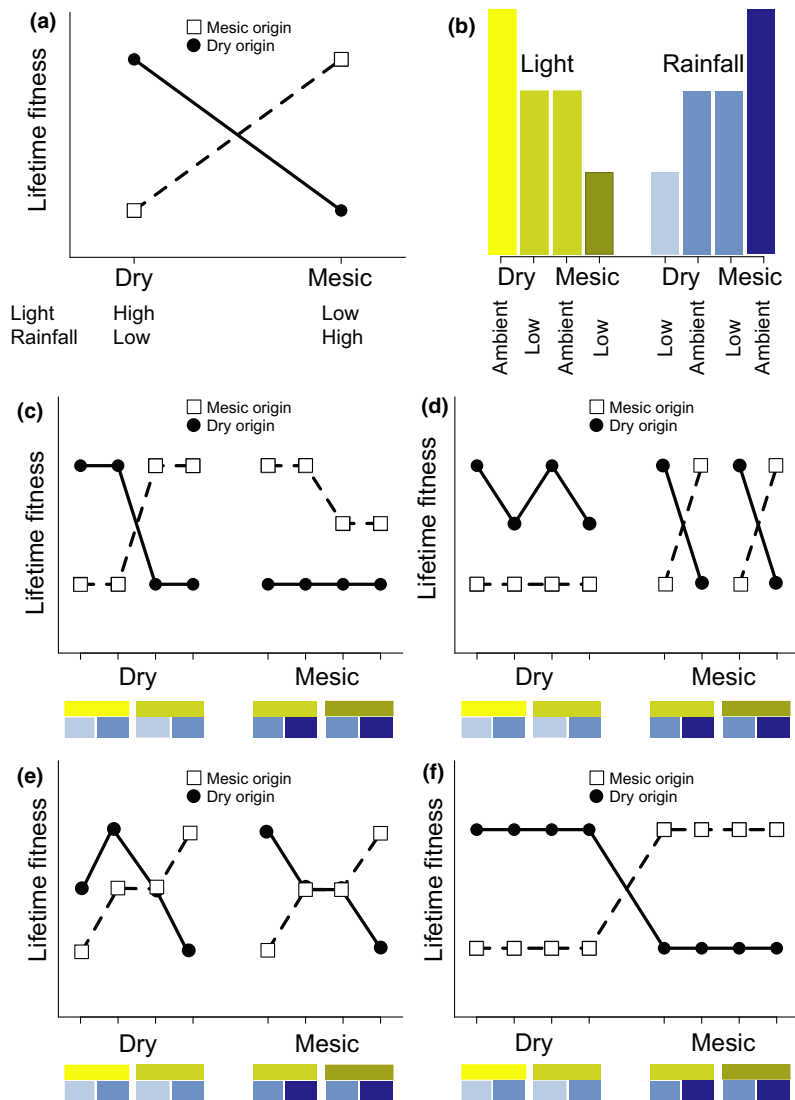 (a)
Mesic origin
Dry origin
Lifetime fitness
Dry Mesic
Light High Low
Rainfall Low High
(b)
Light Rainfall
Dry Mesic Dry Mesic
Ambient Low Ambient Low Low Ambient Low Ambient
(c)
Mesic origin
Dry origin
Lifetime fitness
Dry Mesic
(d)
Mesic origin
Dry origin
Lifetime fitness
Dry Mesic
(e)
Mesic origin
Dry origin
Lifetime fitness
Dry Mesic
(f)
Mesic origin
Dry origin
Lifetime fitness
Dry Mesic